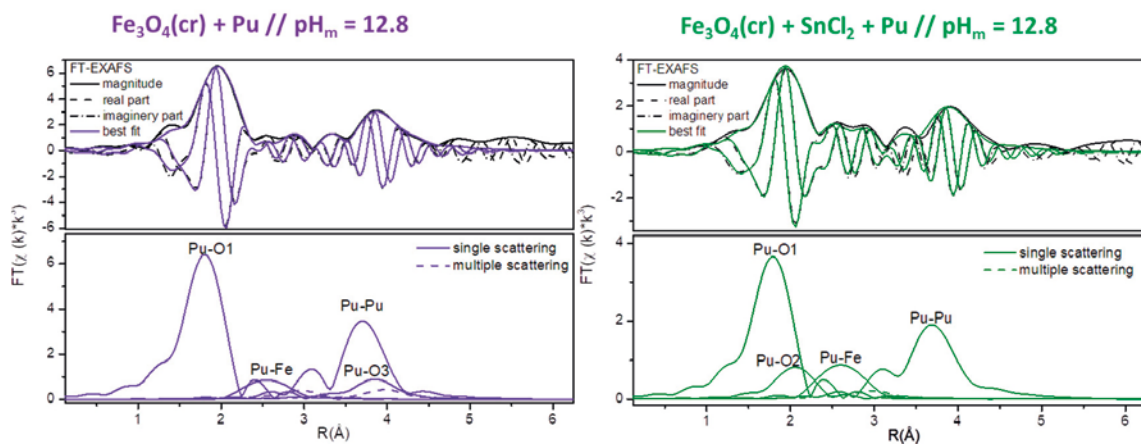 Fe₃O₄(cr) + Pu // pHₘ = 12.8
FT-EXAFS
magnitude
real part
imaginery part
best fit
6
4
2
0
-2
-4
-6
single scattering
multiple scattering
Pu-O1
Pu-Pu
Pu-Fe
Pu-O3
6
4
2
0
FT(χ (k)*k³)
1 2 3 4 5 6
R(Å)
Fe₃O₄(cr) + SnCl₂ + Pu // pHₘ = 12.8
FT-EXAFS
magnitude
real part
imaginery part
best fit
4
2
0
-2
single scattering
multiple scattering
Pu-O1
Pu-Pu
Pu-O2
Pu-Fe
4
2
0
FT(χ (k)*k³)
1 2 3 4 5 6
R(Å)